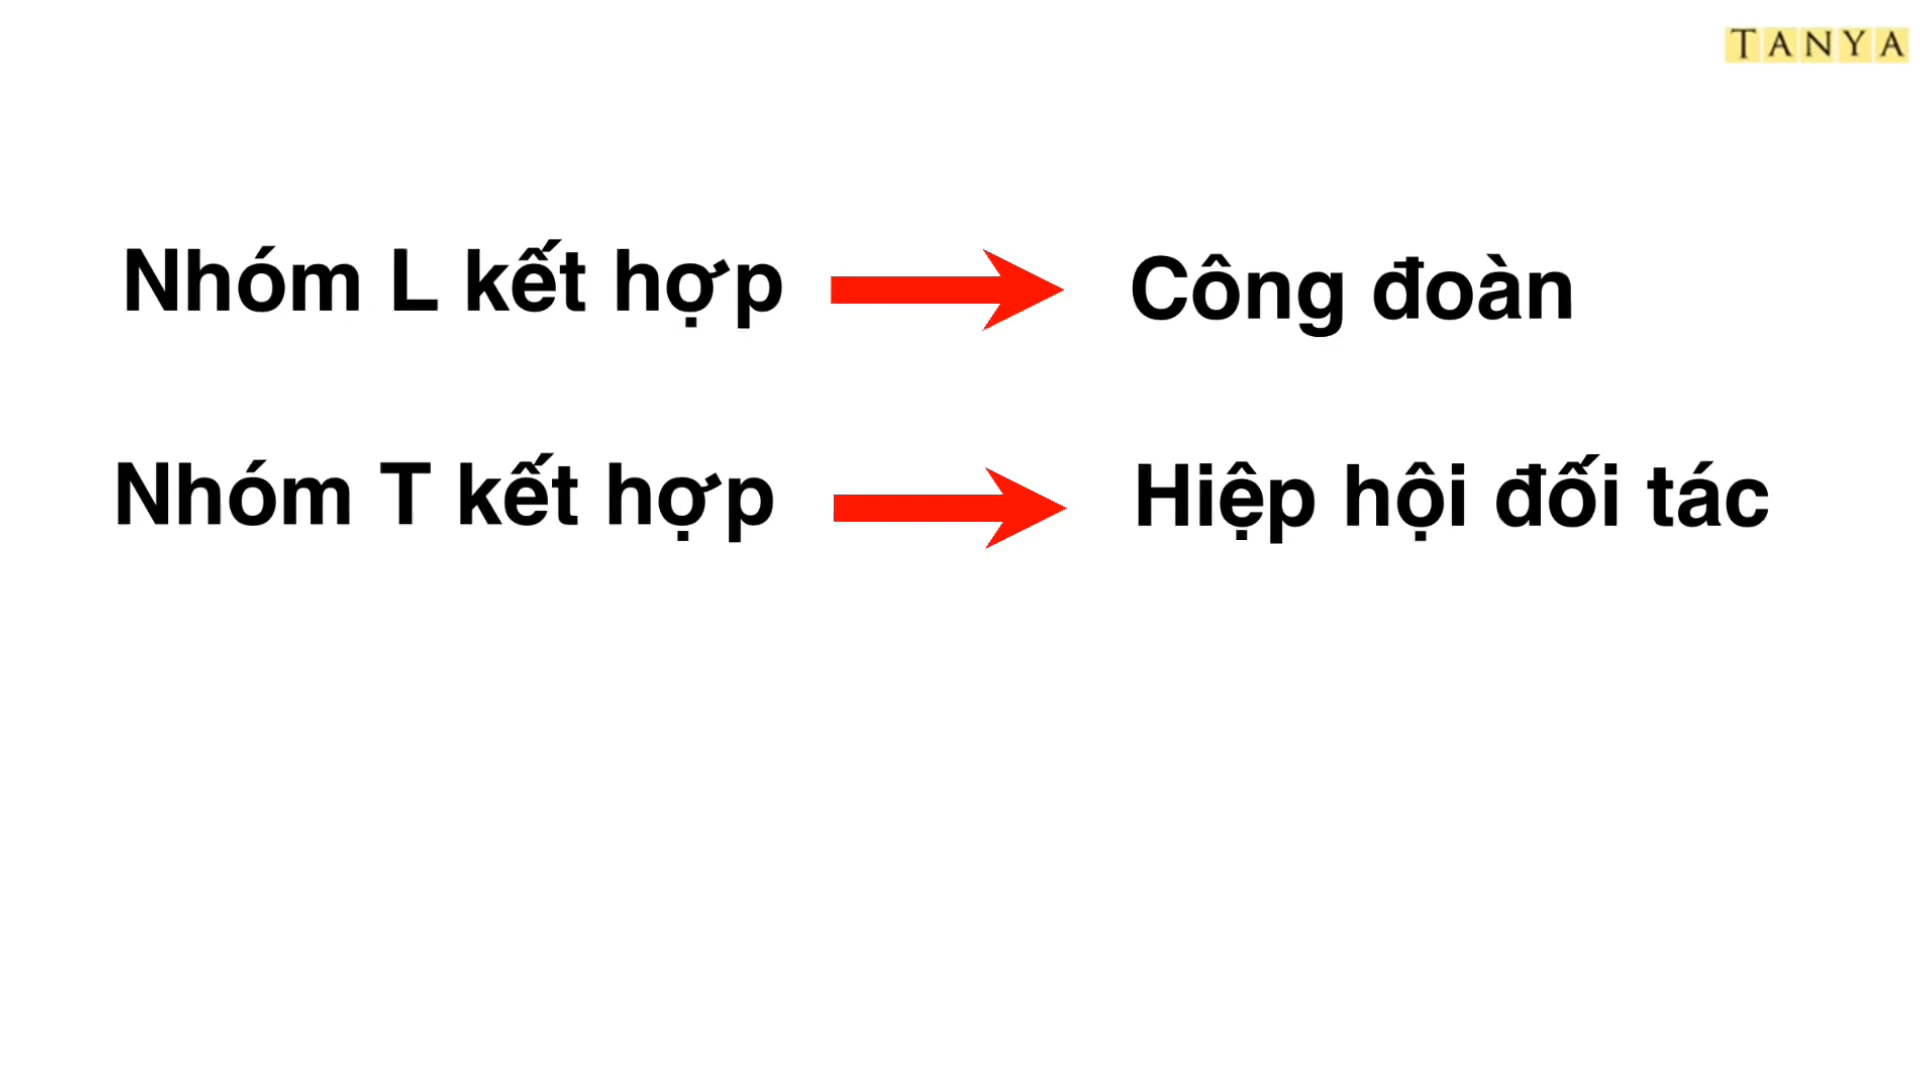 TANYA
Nhóm L kết hợp Công đoàn
Nhóm T kết hợp Hiệp hội đối tác